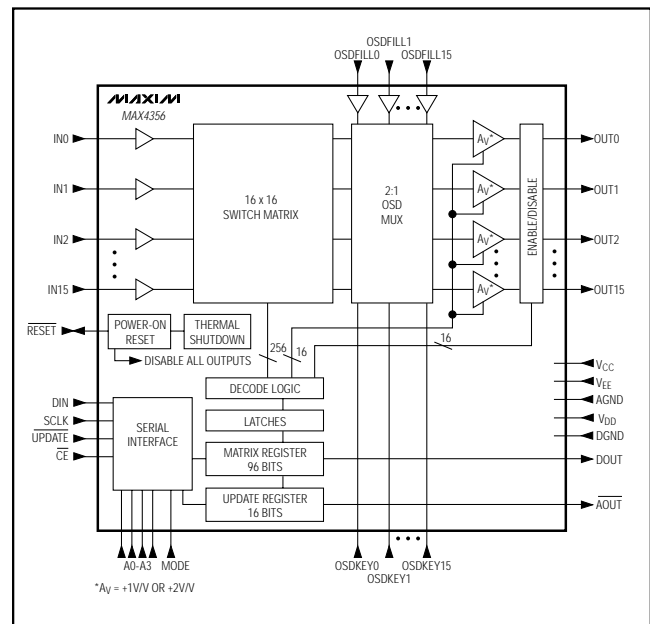 OSDFILL1
OSDFILL0 OSDFILL15
MAXIM
MAX4356
IN0
IN1
IN2
IN15
16 x 16
SWITCH MATRIX
2:1
OSD
MUX
AV*
AV*
AV*
AV*
ENABLE/DISABLE
OUT0
OUT1
OUT2
OUT15
RESET
POWER-ON
RESET
THERMAL
SHUTDOWN
DISABLE ALL OUTPUTS
256
16
16
DECODE LOGIC
LATCHES
MATRIX REGISTER
96 BITS
UPDATE REGISTER
16 BITS
DIN
SCLK
UPDATE
CE
SERIAL
INTERFACE
VCC
VEE
AGND
VDD
DGND
DOUT
AOUT
A0-A3 MODE
OSDKEY0 OSDKEY15
OSDKEY1
*AV = +1V/V OR +2V/V